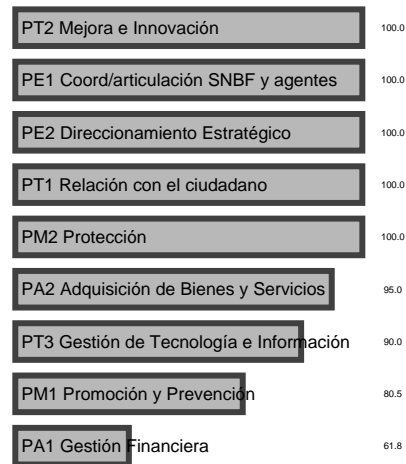 PT2 Mejora e Innovación 100.0
PE1 Coord/articulación SNBF y agentes 100.0
PE2 Direccionamiento Estratégico 100.0
PT1 Relación con el ciudadano 100.0
PM2 Protección 100.0
PA2 Adquisición de Bienes y Servicios 95.0
PT3 Gestión de Tecnología e Información 90.0
PM1 Promoción y Prevención 80.5
PA1 Gestión Financiera 61.8